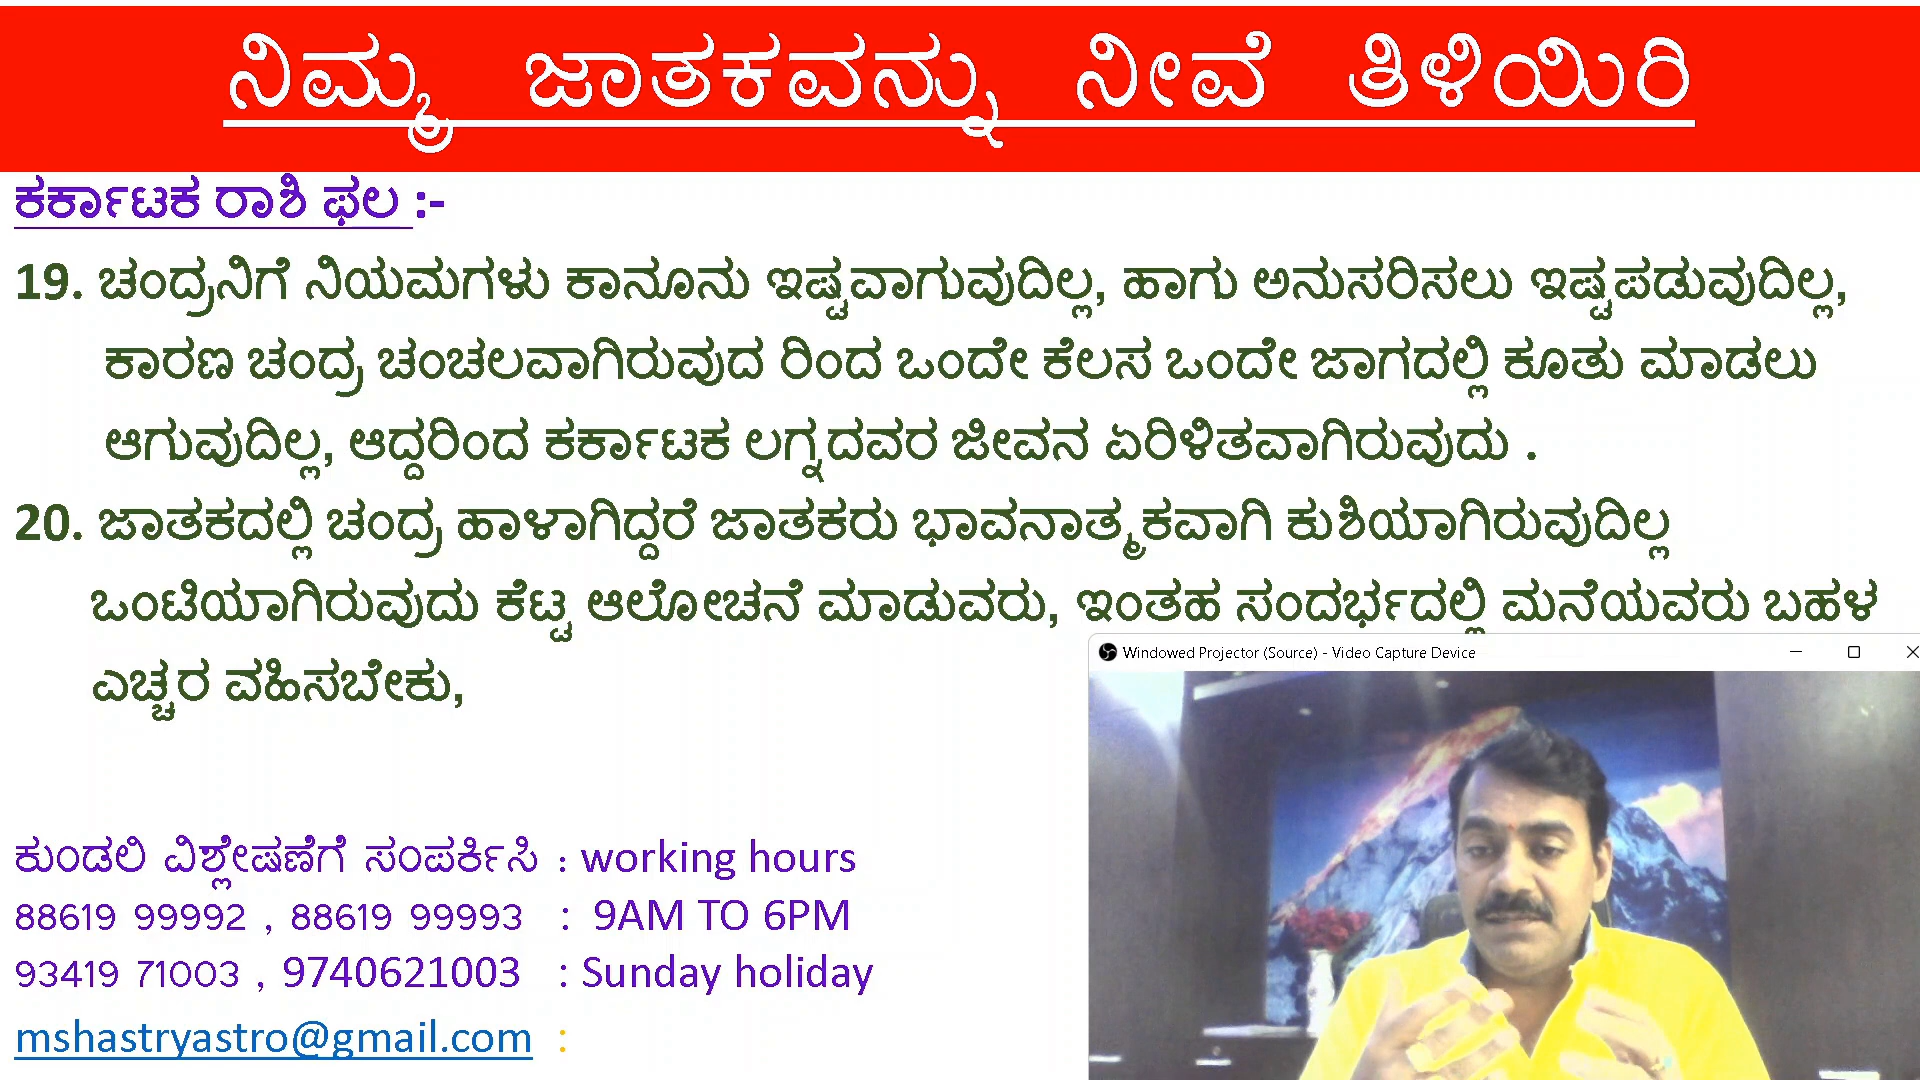 ನಿಮ್ಮ ಜಾತಕವನ್ನು ನೀವೆ ತಿಳಿಯಿರಿ
ಕರ್ಕಾಟಕ ರಾಶಿ ಫಲ :-
19. ಚಂದ್ರನಿಗೆ ನಿಯಮಗಳು ಕಾನೂನು ಇಷ್ಟವಾಗುವುದಿಲ್ಲ, ಹಾಗು ಅನುಸರಿಸಲು ಇಷ್ಟಪಡುವುದಿಲ್ಲ,
ಕಾರಣ ಚಂದ್ರ ಚಂಚಲವಾಗಿರುವುದ ರಿಂದ ಒಂದೇ ಕೆಲಸ ಒಂದೇ ಜಾಗದಲ್ಲಿ ಕೂತು ಮಾಡಲು
ಆಗುವುದಿಲ್ಲ, ಆದ್ದರಿಂದ ಕರ್ಕಾಟಕ ಲಗ್ನದವರ ಜೀವನ ಏರಿಳಿತವಾಗಿರುವುದು .
20. ಜಾತಕದಲ್ಲಿ ಚಂದ್ರ ಹಾಳಾಗಿದ್ದರೆ ಜಾತಕರು ಭಾವನಾತ್ಮಕವಾಗಿ ಕುಶಿಯಾಗಿರುವುದಿಲ್ಲ
ಒಂಟಿಯಾಗಿರುವುದು ಕೆಟ್ಟ ಆಲೋಚನೆ ಮಾಡುವರು, ಇಂತಹ ಸಂದರ್ಭದಲ್ಲಿ ಮನೆಯವರು ಬಹಳ
ಎಚ್ಚರ ವಹಿಸಬೇಕು,
Windowed Projector (Source) - Video Capture Device
ಕುಂಡಲಿ ವಿಶ್ಲೇಷಣೆಗೆ ಸಂಪರ್ಕಿಸಿ : working hours
88619 99992 , 88619 99993 : 9AM TO 6PM
93419 71003 , 9740621003 : Sunday holiday
mshastryastro@gmail.com :